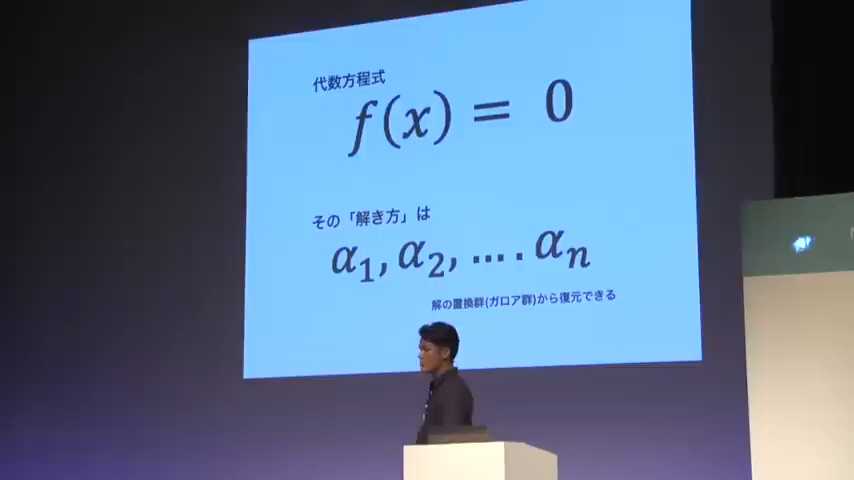 代数方程式
f(x) = 0
その「解き方」は
α₁, α₂, …. αₙ
解の置換群(ガロア群)から復元できる